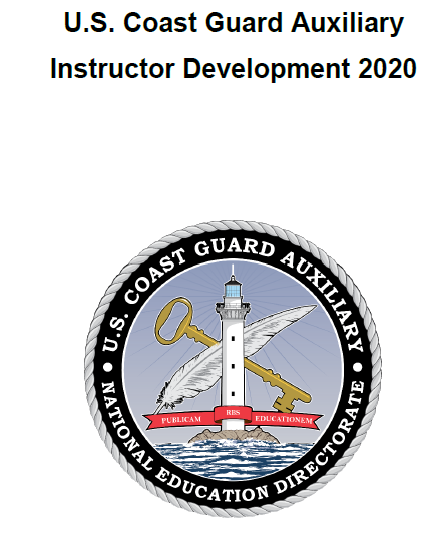 U.S. Coast Guard Auxiliary
Instructor Development 2020
U.S. COAST GUARD AUXILIARY
PUBLICAM RBS EDUCATIONEM
NATIONAL EDUCATION DIRECTORATE